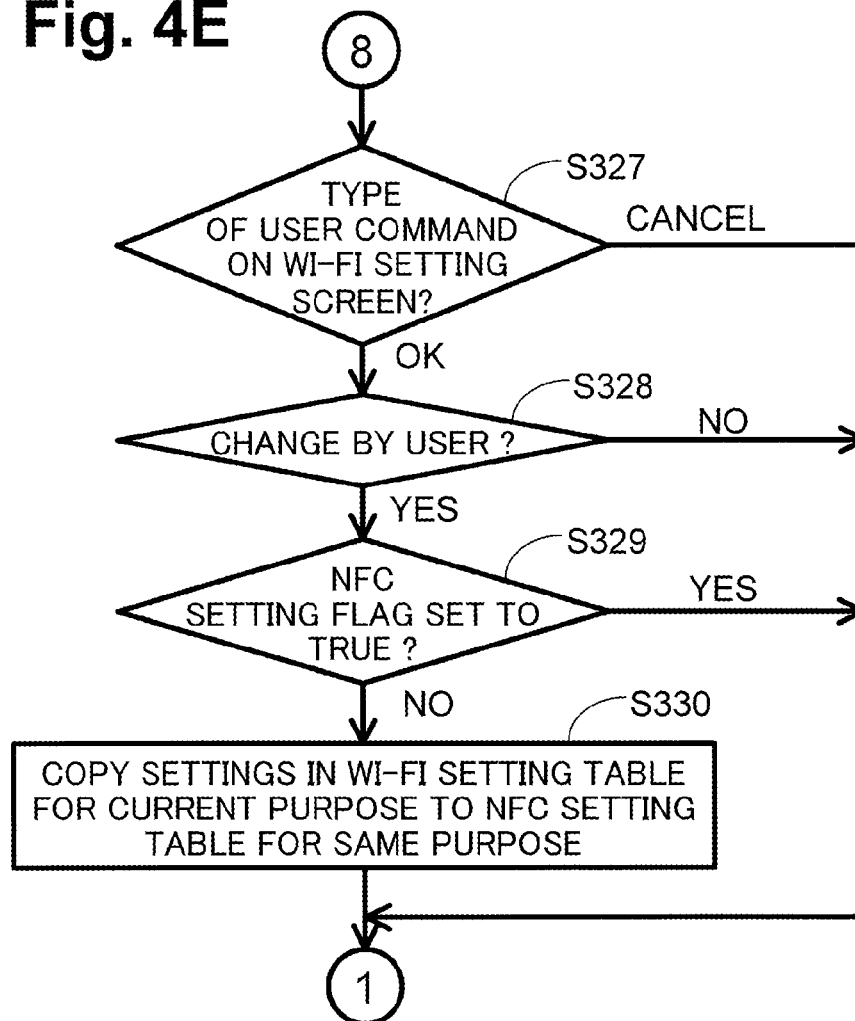 Fig. 4E
8
S327
TYPE
OF USER COMMAND
ON WI-FI SETTING
SCREEN?
CANCEL
OK
S328
CHANGE BY USER ?
NO
YES
S329
NFC
SETTING FLAG SET TO
TRUE ?
YES
NO
S330
COPY SETTINGS IN WI-FI SETTING TABLE
FOR CURRENT PURPOSE TO NFC SETTING
TABLE FOR SAME PURPOSE
1